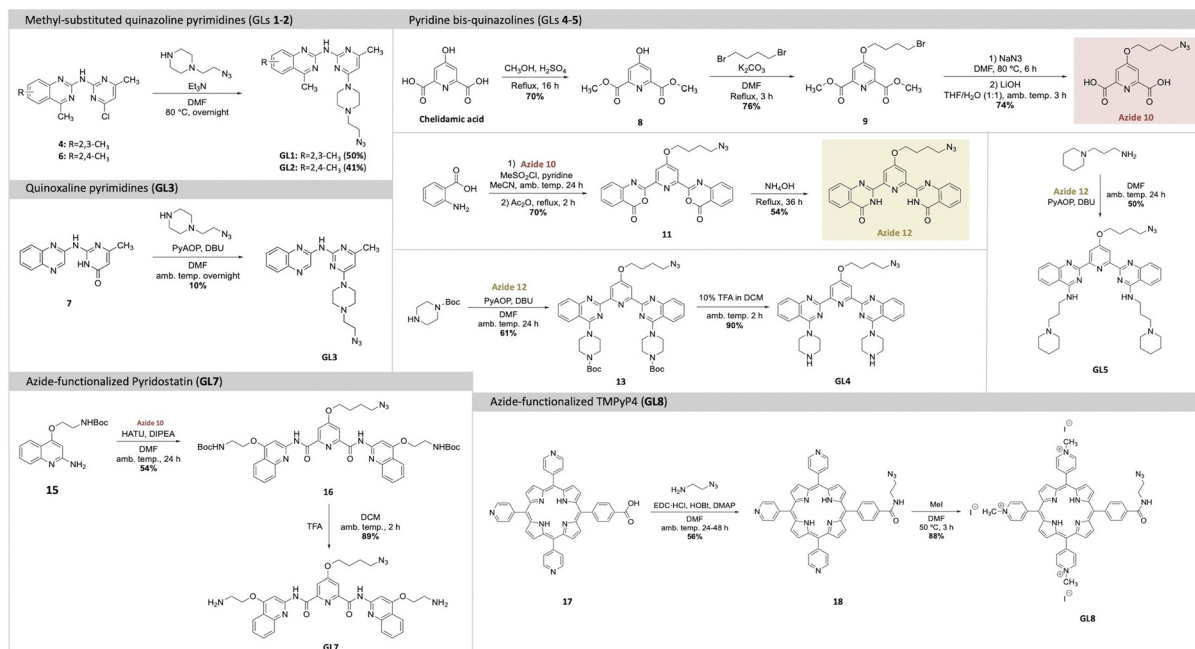 Methyl-substituted quinazoline pyrimidines (GLs 1-2)
Et₃N
DMF
80 °C, overnight
4: R=2,3-CH₃
6: R=2,4-CH₃
GL1: R=2,3-CH₃ (50%)
GL2: R=2,4-CH₃ (41%)
Quinoxaline pyrimidines (GL3)
PyAOP, DBU
DMF
amb. temp. overnight
10%
7
GL3
Pyridine bis-quinazolines (GLs 4-5)
Chelidamic acid
CH₃OH, H₂SO₄
Reflux, 16 h
70%
8
K₂CO₃
DMF
Reflux, 3 h
76%
9
1) NaN3
DMF, 80 ºC, 6 h
2) LiOH
THF/H₂O (1:1), amb. temp. 3 h
74%
Azide 10
1) Azide 10
MeSO₂Cl, pyridine
MeCN, amb. temp. 24 h
2) Ac₂O, reflux, 2 h
70%
11
NH₄OH
Reflux, 36 h
54%
Azide 12
Azide 12
PyAOP, DBU
DMF
amb. temp. 24 h
50%
GL5
Azide 12
PyAOP, DBU
DMF
amb. temp. 24 h
61%
13
10% TFA in DCM
amb. temp. 2 h
90%
GL4
Azide-functionalized Pyridostatin (GL7)
15
Azide 10
HATU, DIPEA
DMF
amb. temp., 24 h
54%
16
TFA
DCM
amb. temp., 2 h
89%
GL7
Azide-functionalized TMPyP4 (GL8)
17
EDC·HCl, HOBt, DMAP
DMF
amb. temp. 24-48 h
56%
18
MeI
DMF
50 ºC, 3 h
88%
GL8